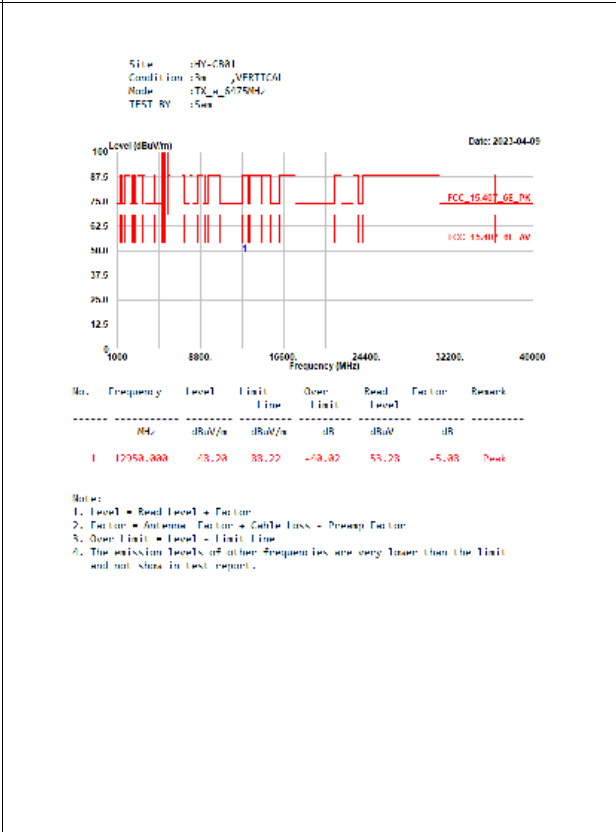 Site :HY-CB01
Condition :3m ,VERTICAL
Mode :TX_a_6475MHz
TEST BY :Sam
Level (dBuV/m) Date: 2023-04-09
100
87.5
75.0
FCC_15.407_6E_PK
62.5
FCC_15.407_6E_AV
50.0
1
37.5
25.0
12.5
0
1000 8800. 16600. 24400. 32200. 40000
Frequency (MHz)
No. Frequency Level Limit Over Read Factor Remark
Line Limit Level
MHz dBuV/m dBuV/m dB dBuV dB
1 12950.000 48.20 88.22 -40.02 53.28 -5.08 Peak
Note:
1. Level = Read Level + Factor
2. Factor = Antenna Factor + Cable Loss - Preamp Factor
3. Over Limit = Level - Limit Line
4. The emission levels of other frequencies are very lower than the limit
and not show in test report.